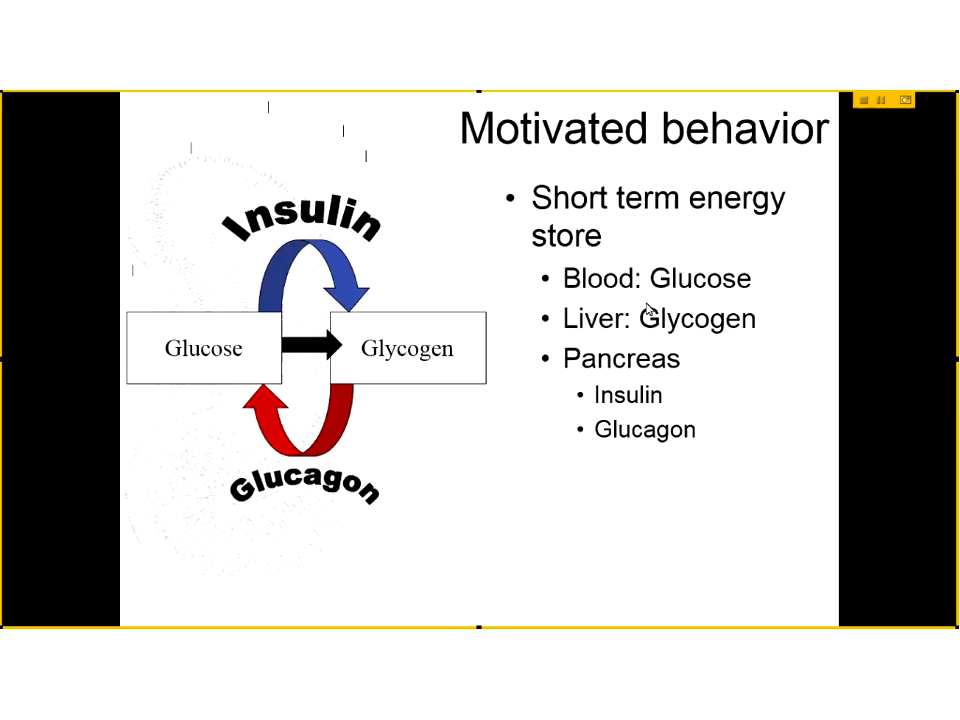 Motivated behavior
Insulin
Glucose
Glycogen
Glucagon
• Short term energy
store
• Blood: Glucose
• Liver: Glycogen
• Pancreas
• Insulin
• Glucagon